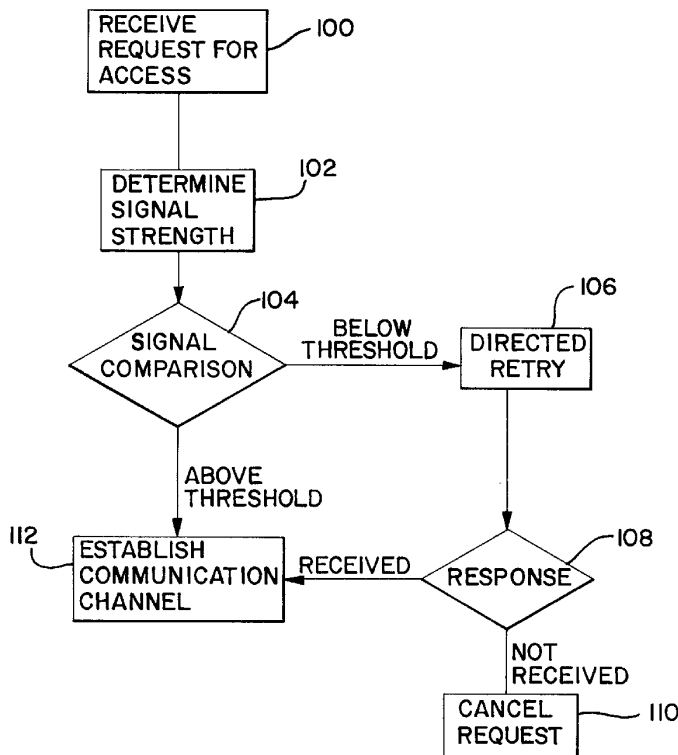 RECEIVE
REQUEST FOR
ACCESS
100
DETERMINE
SIGNAL
STRENGTH
102
SIGNAL
COMPARISON
104
BELOW
THRESHOLD
DIRECTED
RETRY
106
ABOVE
THRESHOLD
112
ESTABLISH
COMMUNICATION
CHANNEL
RECEIVED
RESPONSE
108
NOT
RECEIVED
CANCEL
REQUEST
110